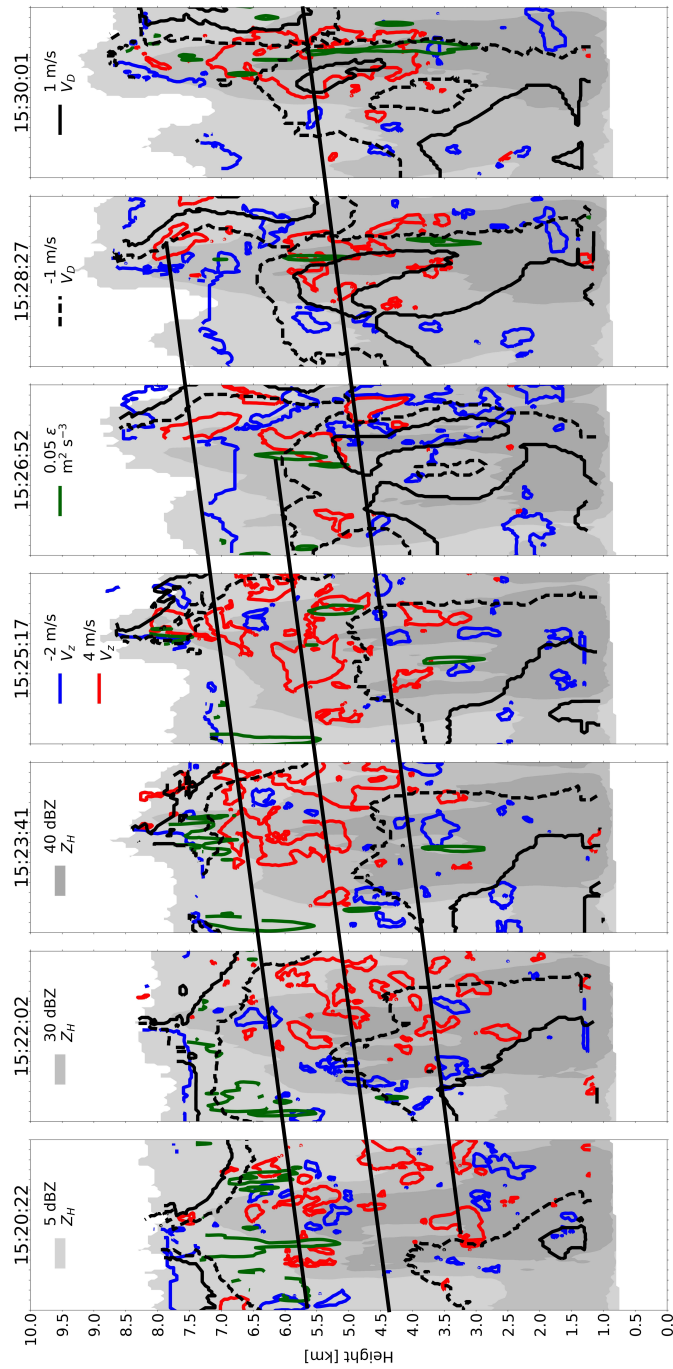 15:20:22
15:22:02
15:23:41
15:25:17
15:26:52
15:28:27
15:30:01
5 dBZ
Z_H
30 dBZ
Z_H
40 dBZ
Z_H
-2 m/s
V_z
4 m/s
V_z
0.05 ε
m² s⁻³
-1 m/s
V_D
1 m/s
V_D
Height [km]
10.0
9.5
9.0
8.5
8.0
7.5
7.0
6.5
6.0
5.5
5.0
4.5
4.0
3.5
3.0
2.5
2.0
1.5
1.0
0.5
0.0